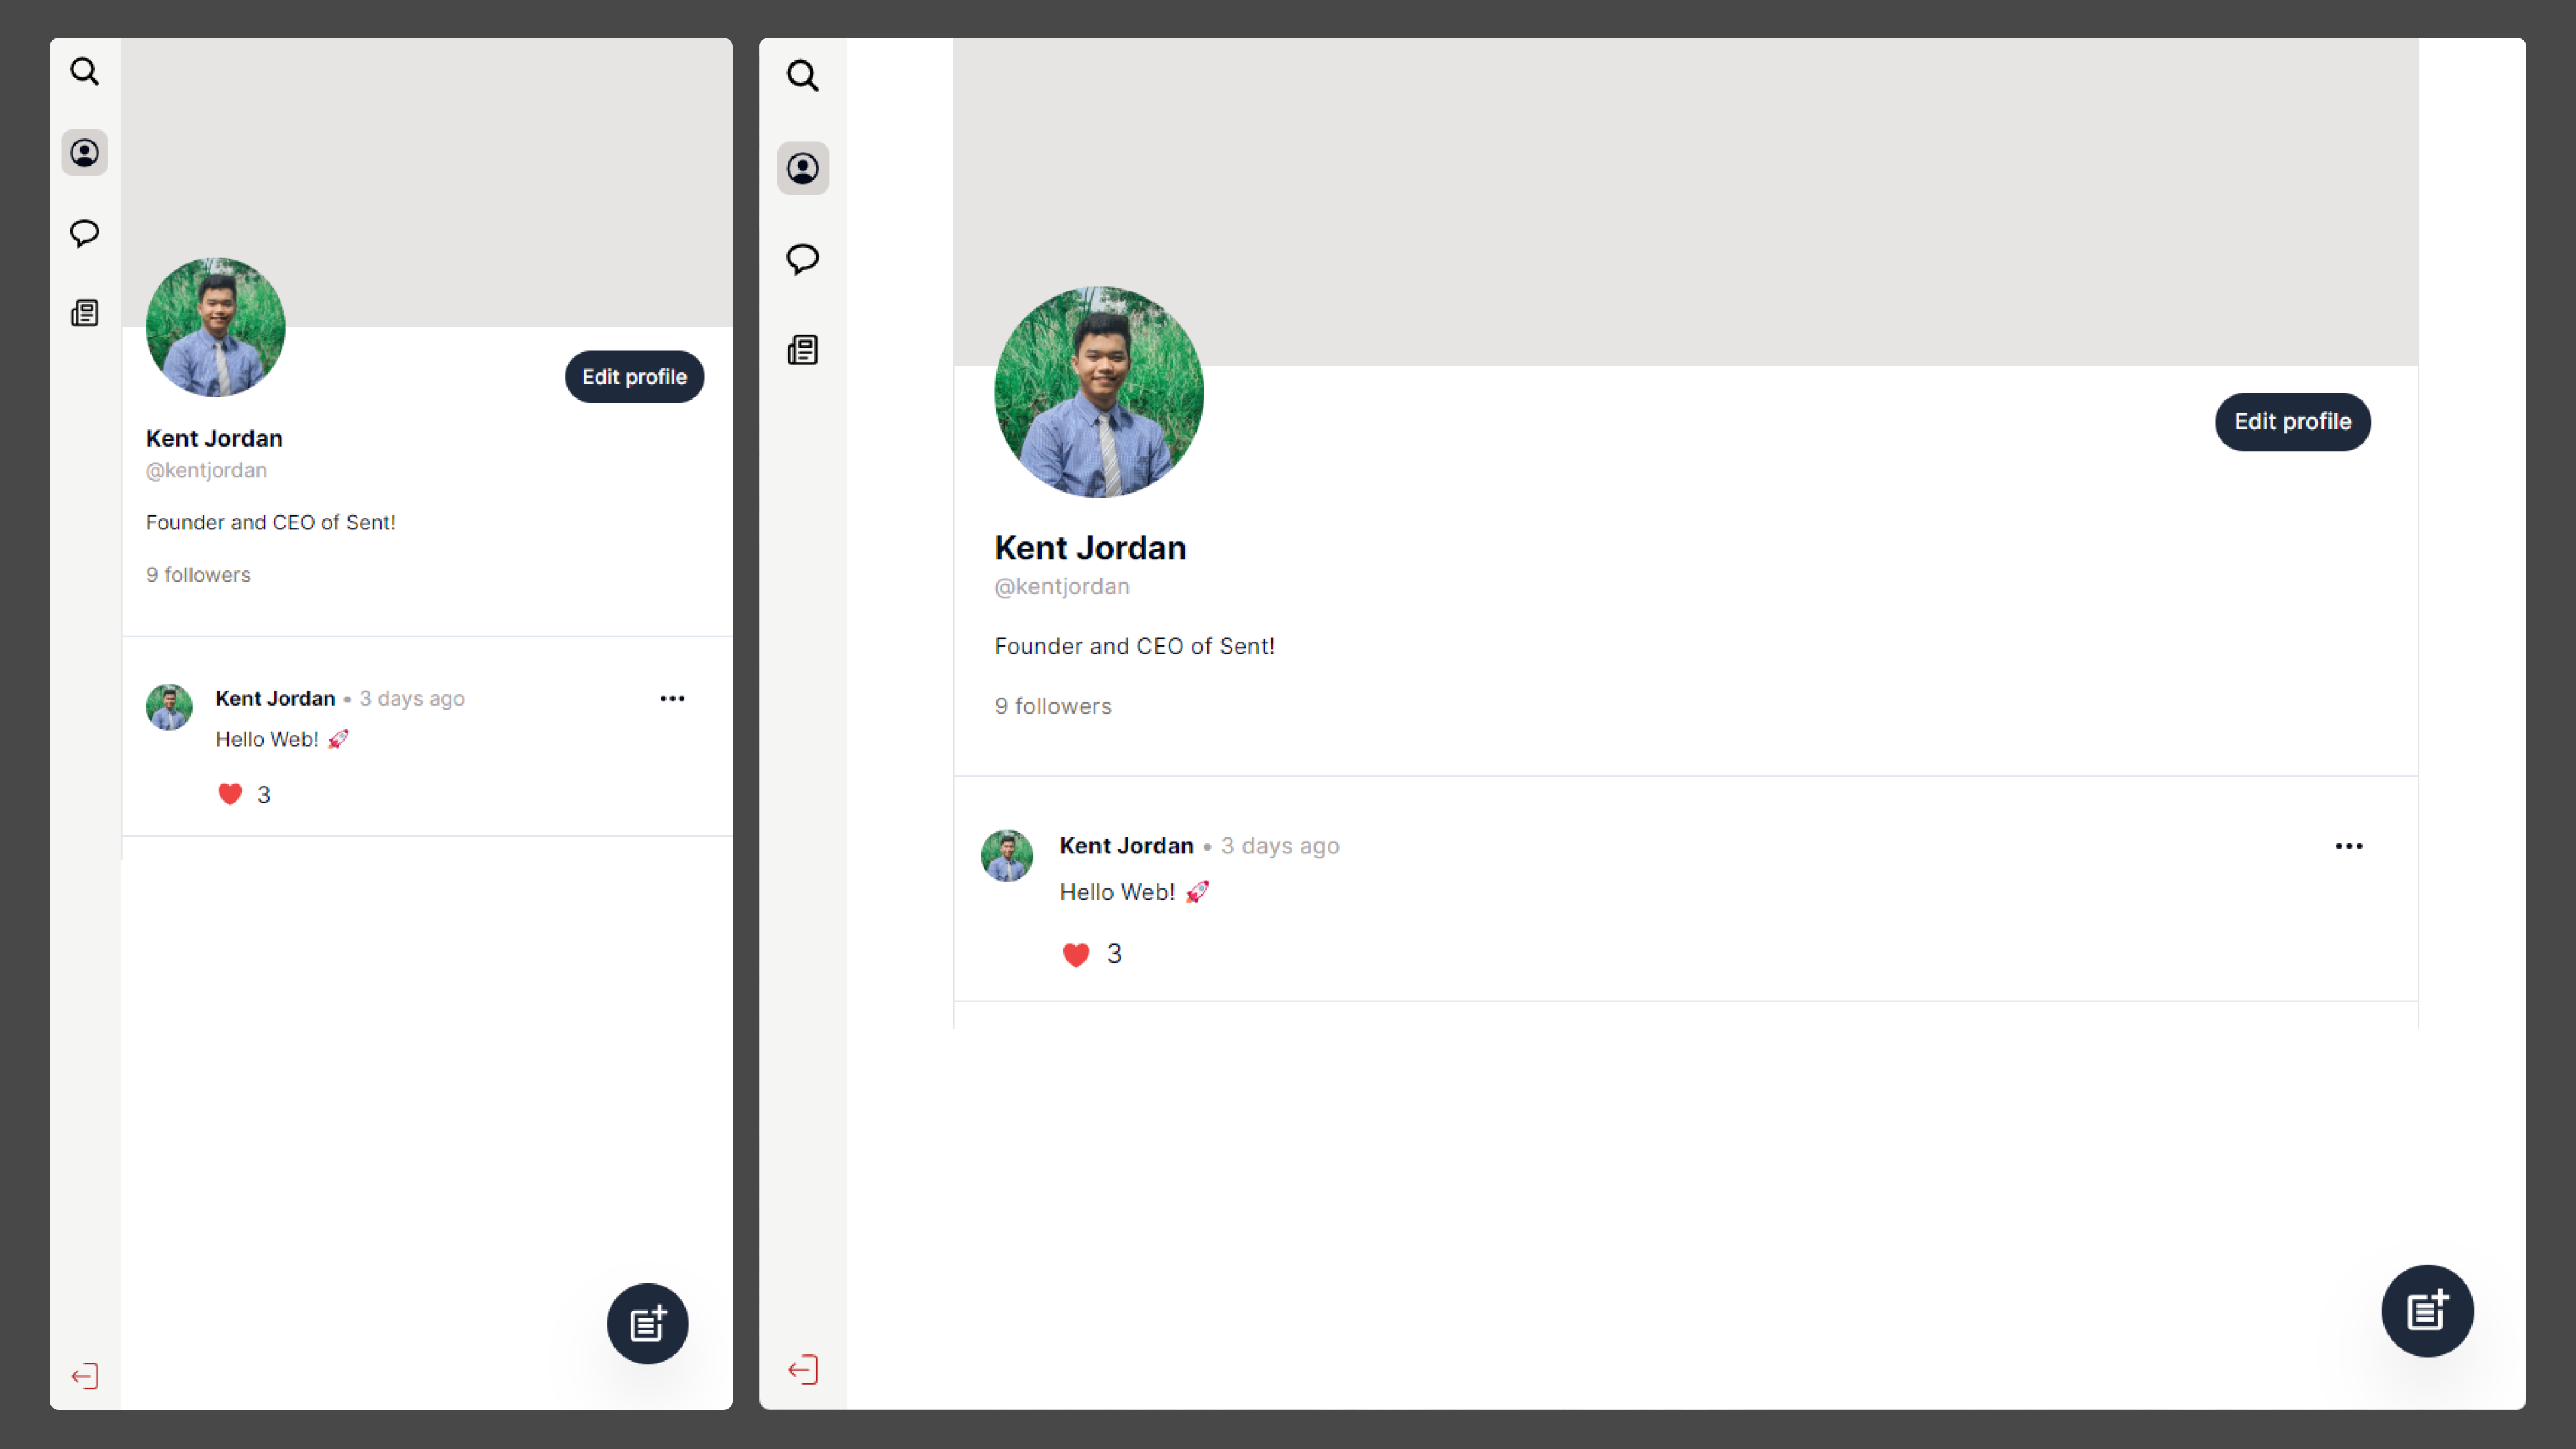 Edit profile
Kent Jordan
@kentjordan
Founder and CEO of Sent!
9 followers
Kent Jordan • 3 days ago
Hello Web! 🚀
3
Edit profile
Kent Jordan
@kentjordan
Founder and CEO of Sent!
9 followers
Kent Jordan • 3 days ago
Hello Web! 🚀
3